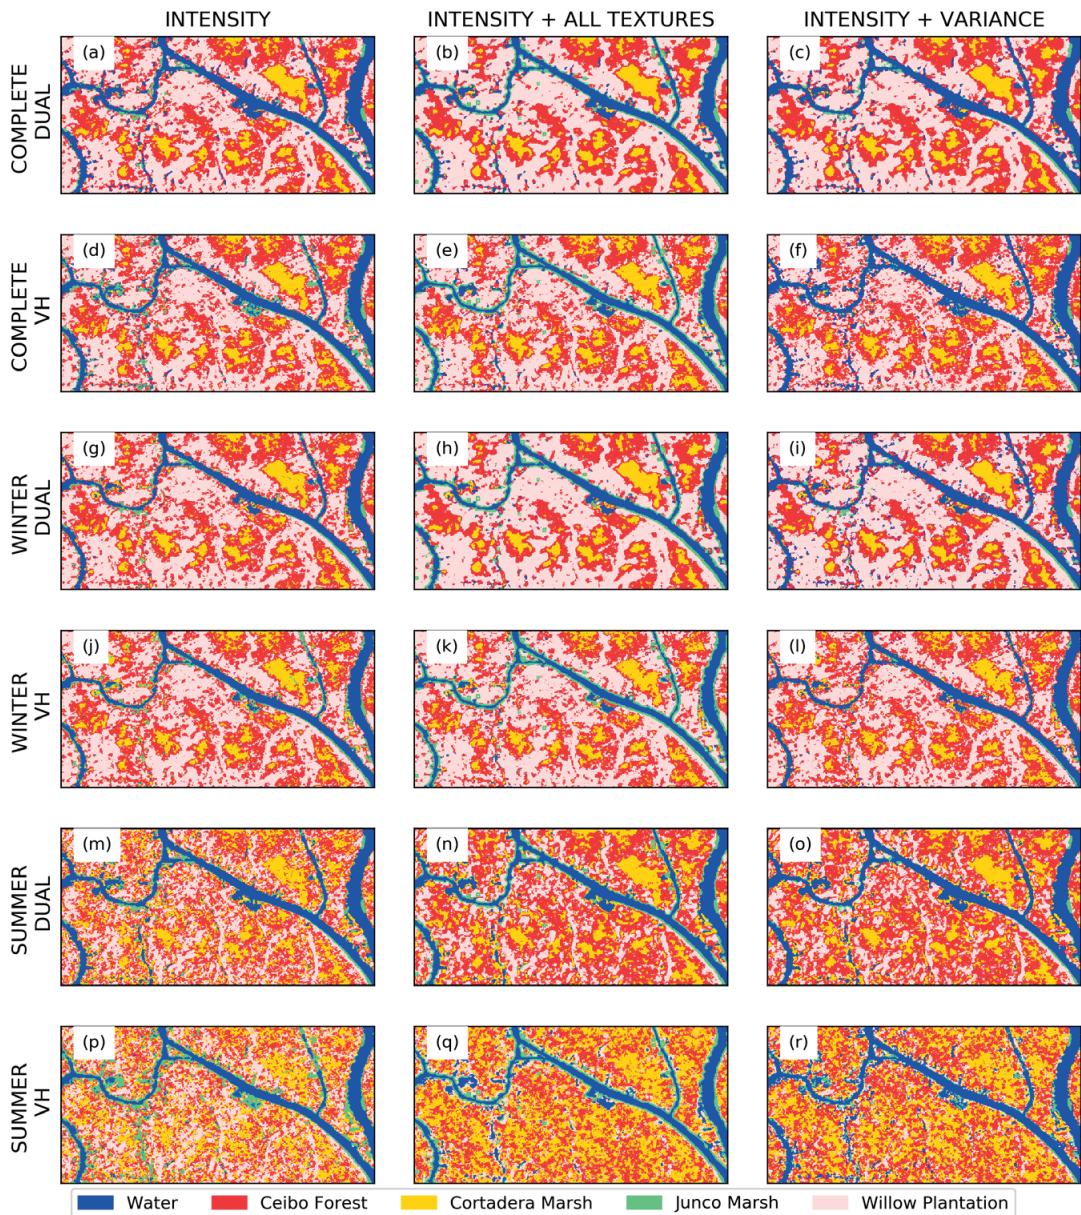 INTENSITY INTENSITY + ALL TEXTURES INTENSITY + VARIANCE
COMPLETE
DUAL
(a) (b) (c)
COMPLETE
VH
(d) (e) (f)
WINTER
DUAL
(g) (h) (i)
WINTER
VH
(j) (k) (l)
SUMMER
DUAL
(m) (n) (o)
SUMMER
VH
(p) (q) (r)
Water Ceibo Forest Cortadera Marsh Junco Marsh Willow Plantation